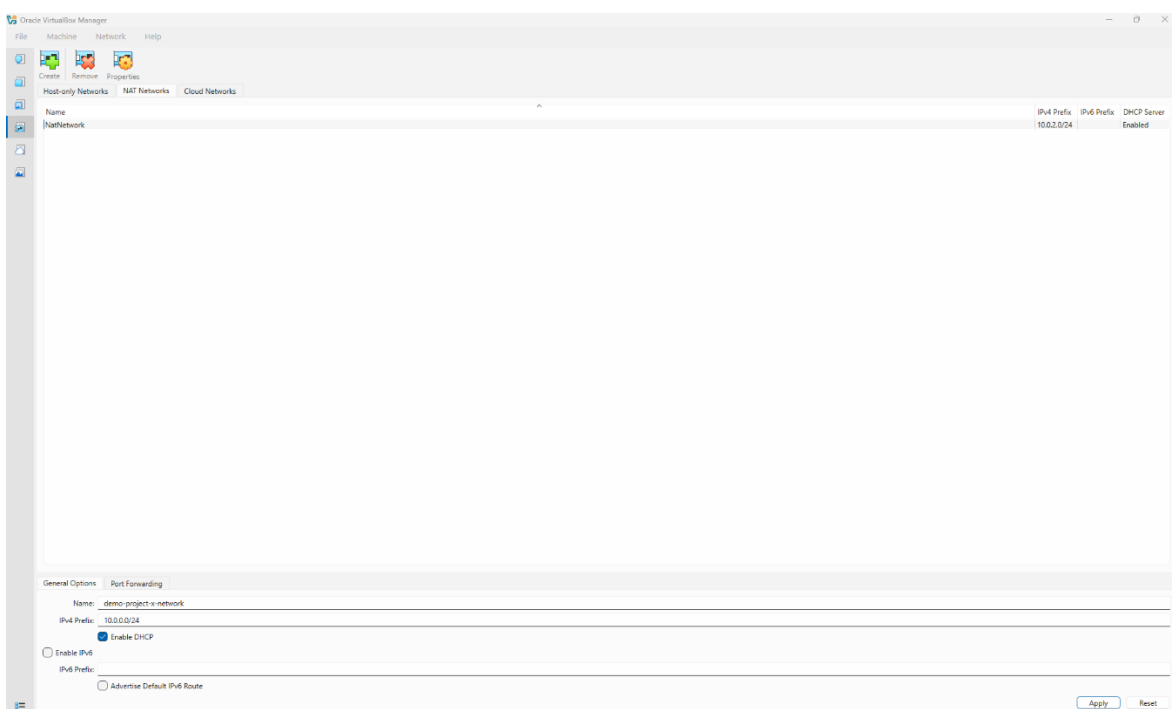 Oracle VirtualBox Manager
File Machine Network Help
Create Remove Properties
Host-only Networks NAT Networks Cloud Networks
Name IPv4 Prefix IPv6 Prefix DHCP Server
NatNetwork 10.0.2.0/24 Enabled
General Options Port Forwarding
Name: demo-project-x-network
IPv4 Prefix: 10.0.0.0/24
Enable DHCP
Enable IPv6
IPv6 Prefix:
Advertise Default IPv6 Route
Apply Reset